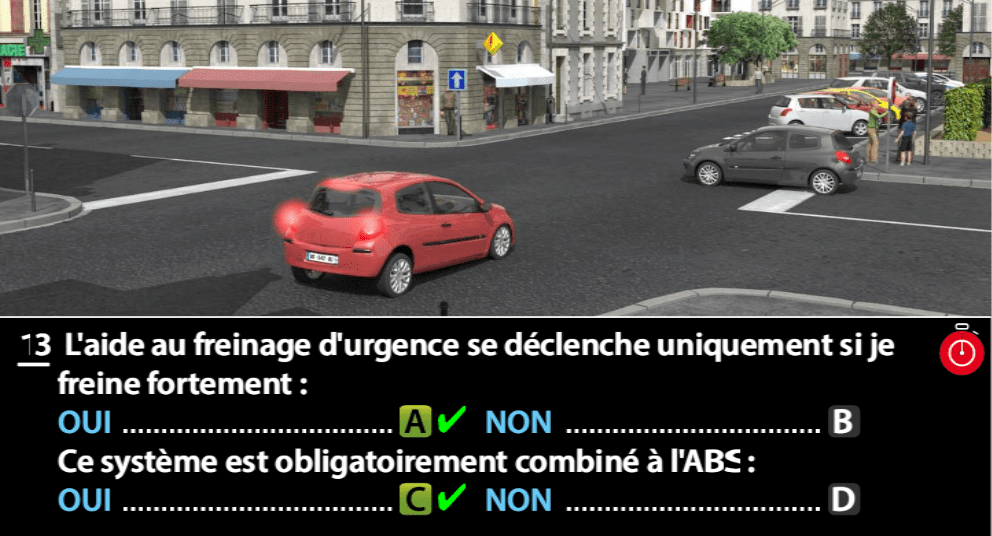 13 L'aide au freinage d'urgence se déclenche uniquement si je
freine fortement :
OUI .................................. A ✔ NON ................................ B
Ce système est obligatoirement combiné à l'ABS :
OUI .................................. C ✔ NON ................................ D